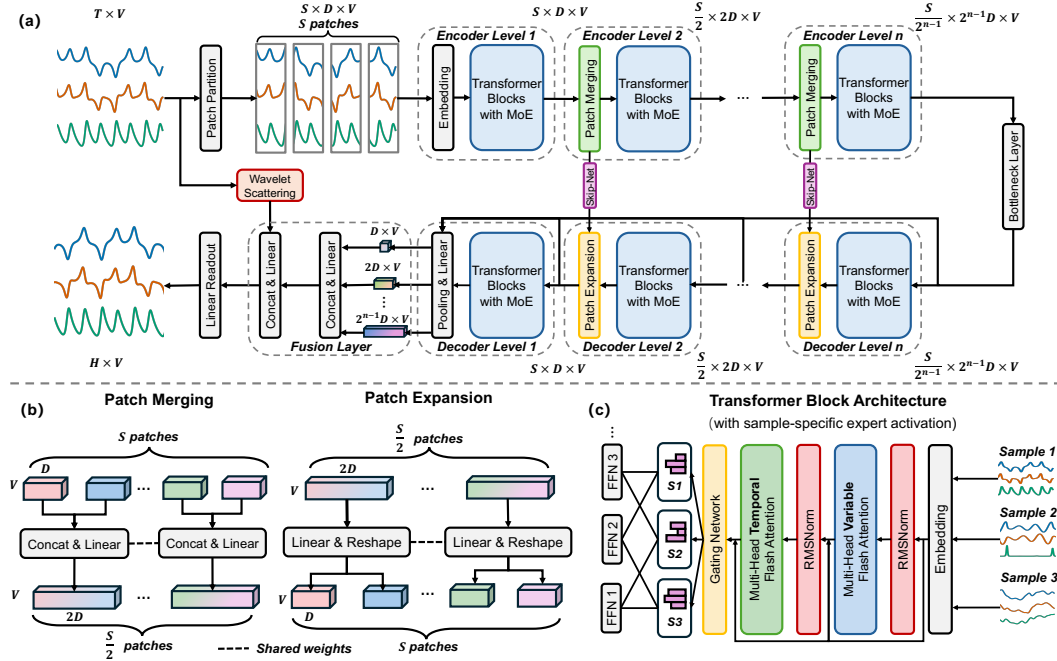 (a)
T × V
S × D × V
S patches
S × D × V
S/2 × 2D × V
S/2^{n-1} × 2^{n-1}D × V
Encoder Level 1
Encoder Level 2
Encoder Level n
Patch Partition
Embedding
Transformer
Blocks
with MoE
Patch Merging
Transformer
Blocks
with MoE
...
Patch Merging
Transformer
Blocks
with MoE
Bottleneck Layer
Skip-Net
Skip-Net
Wavelet
Scattering
Linear Readout
Concat & Linear
Concat & Linear
D × V
2D × V
⋮
2^{n-1}D × V
Pooling & Linear
Transformer
Blocks
with MoE
Patch Expansion
Transformer
Blocks
with MoE
...
Patch Expansion
Transformer
Blocks
with MoE
Fusion Layer
Decoder Level 1
Decoder Level 2
Decoder Level n
H × V
S × D × V
S/2 × 2D × V
S/2^{n-1} × 2^{n-1}D × V
(b)
Patch Merging
S patches
D
V
...
Concat & Linear
Concat & Linear
V
...
2D
S/2 patches
Patch Expansion
S/2 patches
2D
V
...
Linear & Reshape
Linear & Reshape
V
...
D
S patches
Shared weights
(c)
Transformer Block Architecture
(with sample-specific expert activation)
...
FFN 3
FFN 2
FFN 1
S1
S2
S3
Gating Network
Multi-Head Temporal
Flash Attention
RMSNorm
Multi-Head Variable
Flash Attention
RMSNorm
Embedding
Sample 1
Sample 2
Sample 3